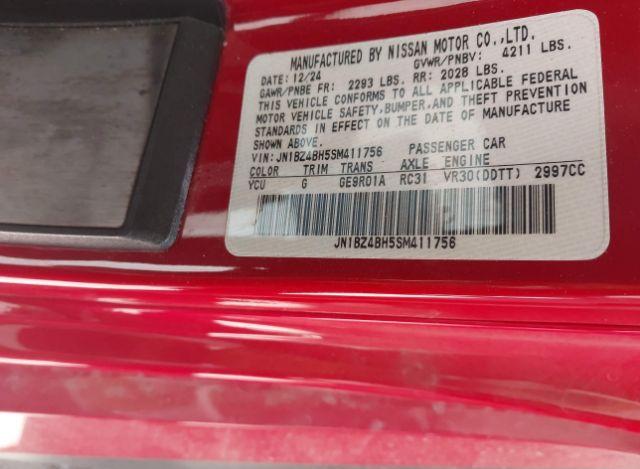 MANUFACTURED BY NISSAN MOTOR CO.,LTD.
DATE: 12/24 GVWR/PNBV: 4211 LBS.
GAWR/PNBE FR: 2293 LBS. RR: 2028 LBS.
THIS VEHICLE CONFORMS TO ALL APPLICABLE FEDERAL
MOTOR VEHICLE SAFETY,BUMPER,AND THEFT PREVENTION
STANDARDS IN EFFECT ON THE DATE OF MANUFACTURE
SHOWN ABOVE.
VIN: JN1BZ4BH5SM411756 PASSENGER CAR
COLOR TRIM TRANS AXLE ENGINE
YCU G GE9R01A RC31 VR30(DDTT) 2997CC
JN1BZ4BH5SM411756